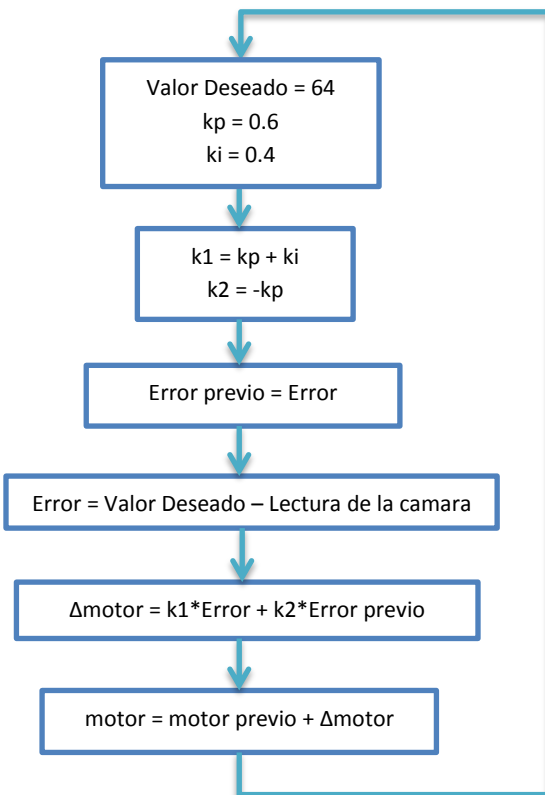 Valor Deseado = 64
kp = 0.6
ki = 0.4
k1 = kp + ki
k2 = -kp
Error previo = Error
Error = Valor Deseado – Lectura de la camara
Δmotor = k1*Error + k2*Error previo
motor = motor previo + Δmotor